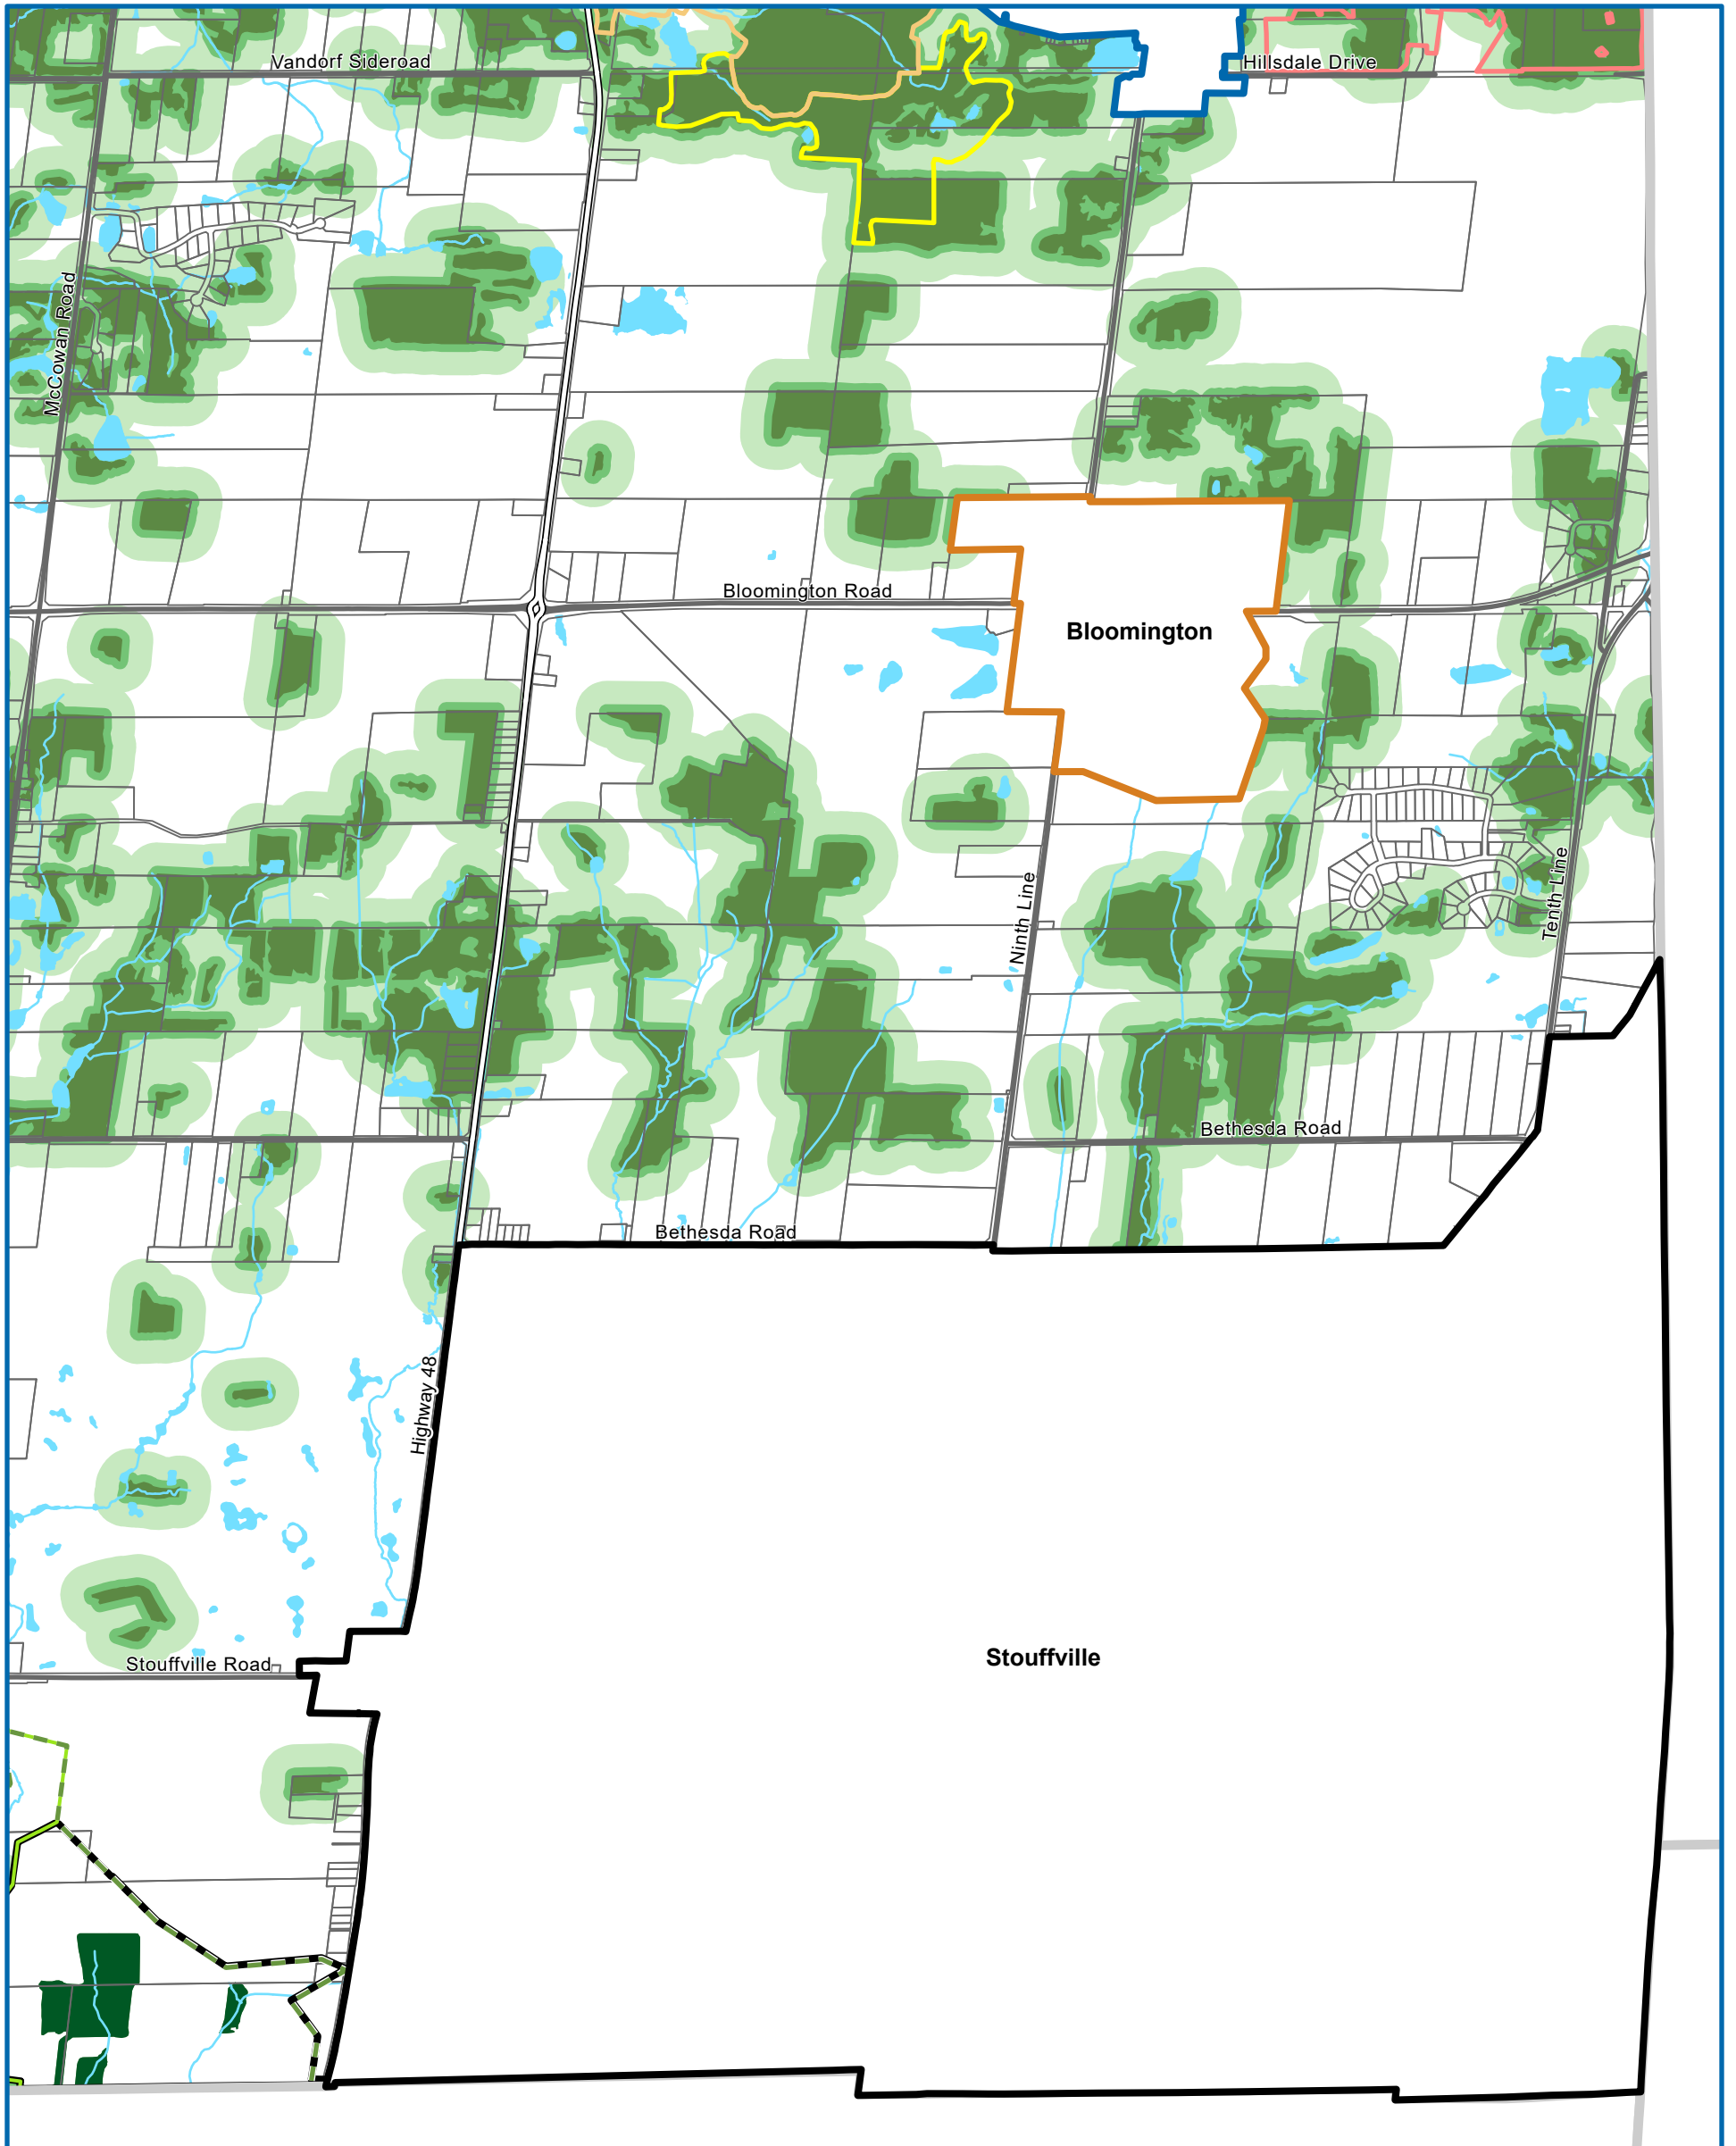 Vandorf Sideroad
Hillsdale Drive
McCowan Road
Bloomington Road
Bloomington
Ninth Line
Tenth Line
Bethesda Road
Bethesda Road
Highway 48
Stouffville
Stouffville Road